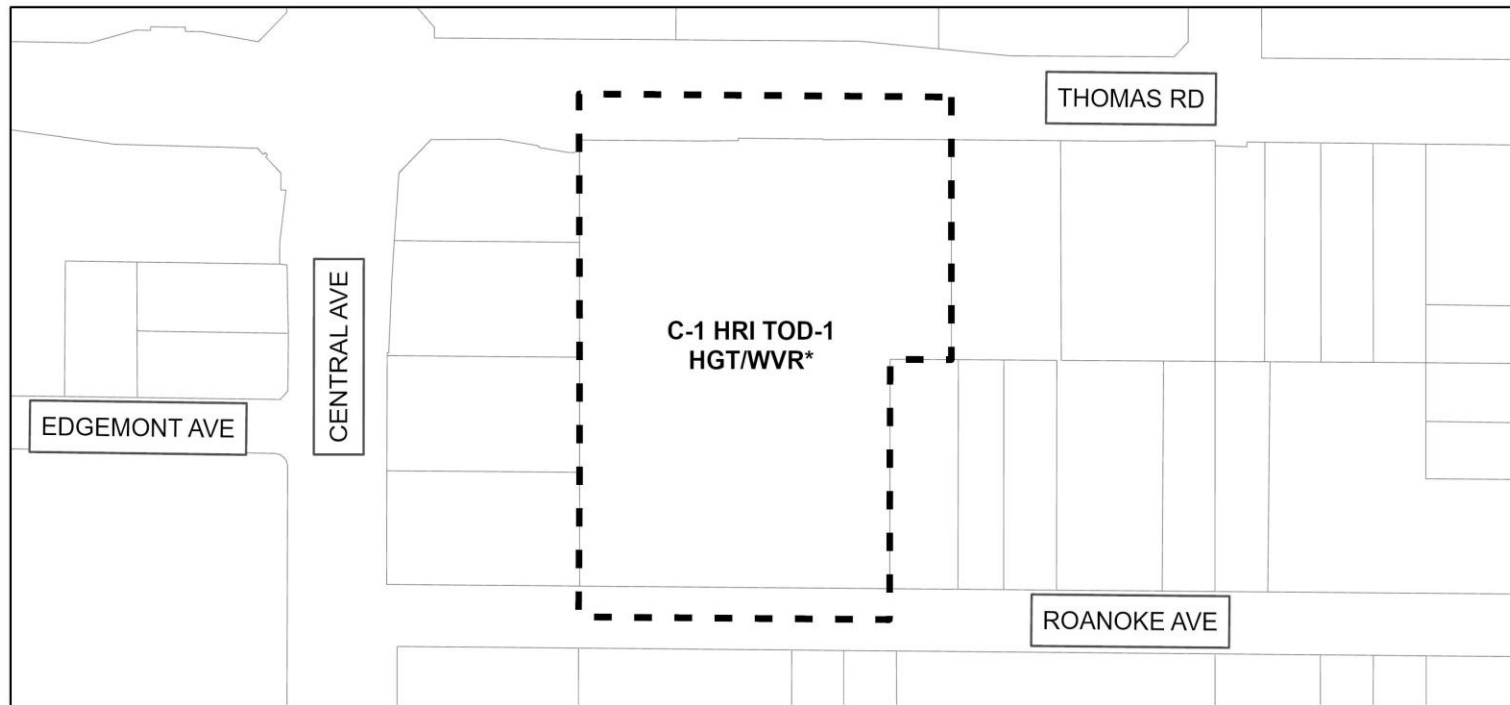 THOMAS RD
CENTRAL AVE
C-1 HRI TOD-1
HGT/WVR*
EDGEMONT AVE
ROANOKE AVE